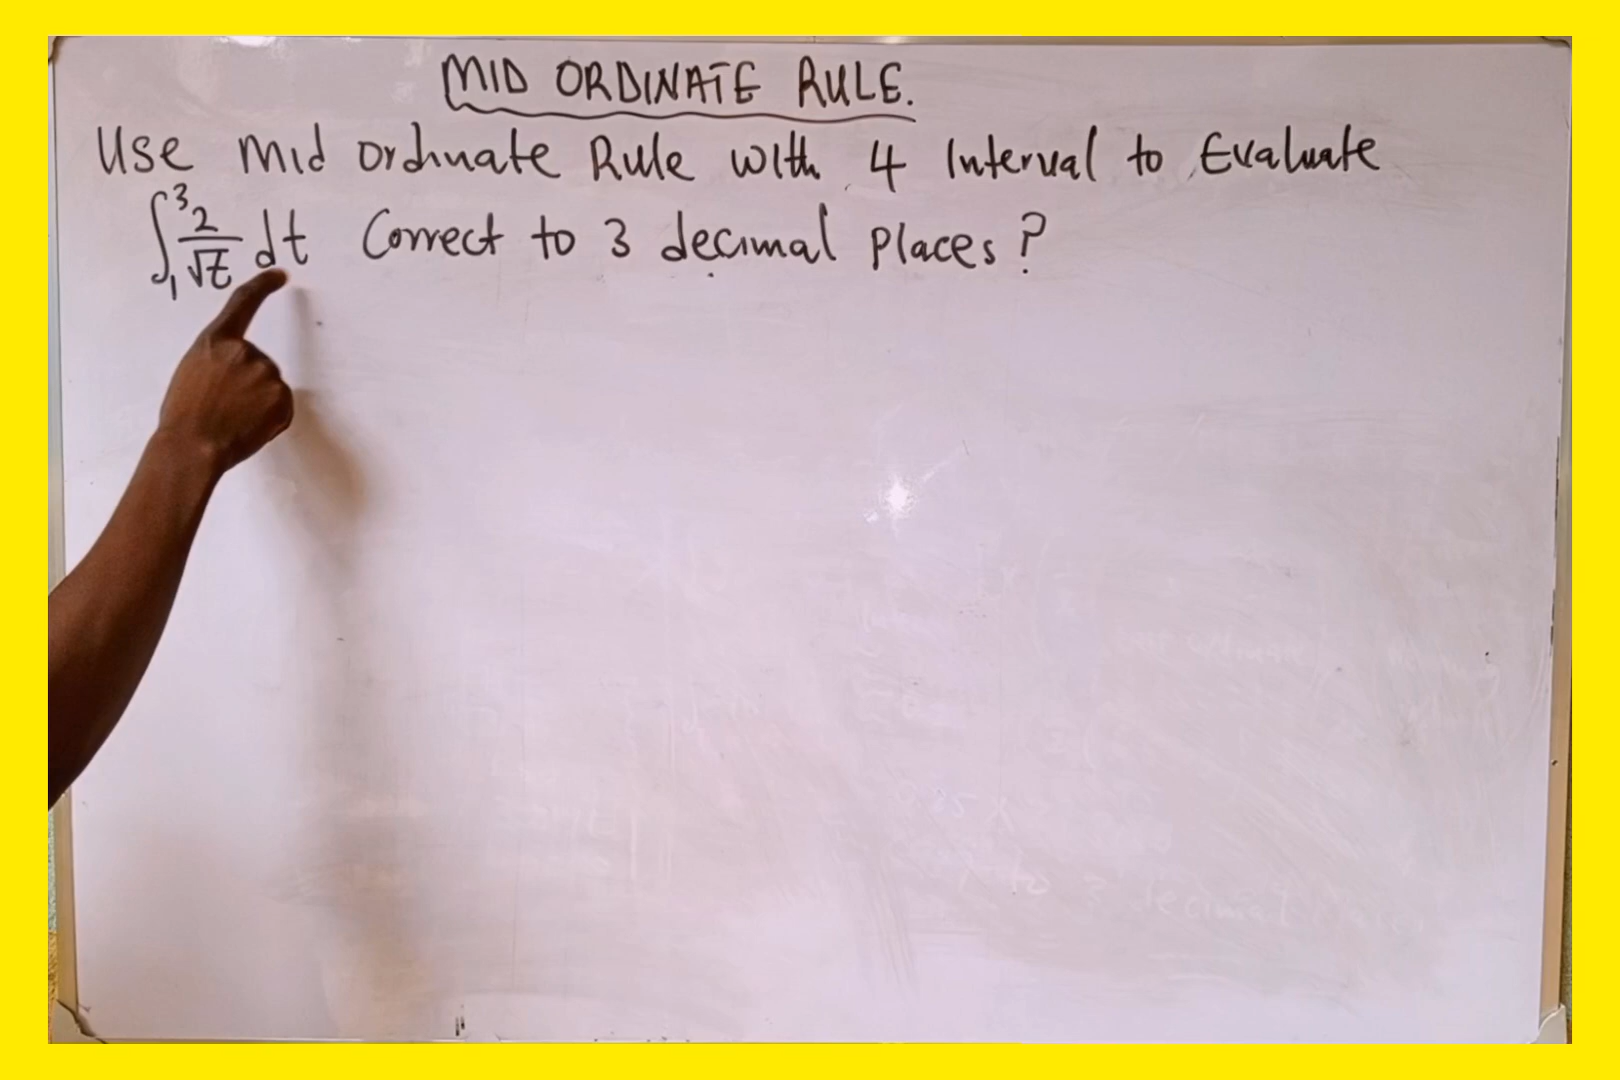 MID ORDINATE RULE.
Use Mid Ordinate Rule with 4 Interval to Evaluate
∫₁³ 2/√t dt Correct to 3 decimal Places?